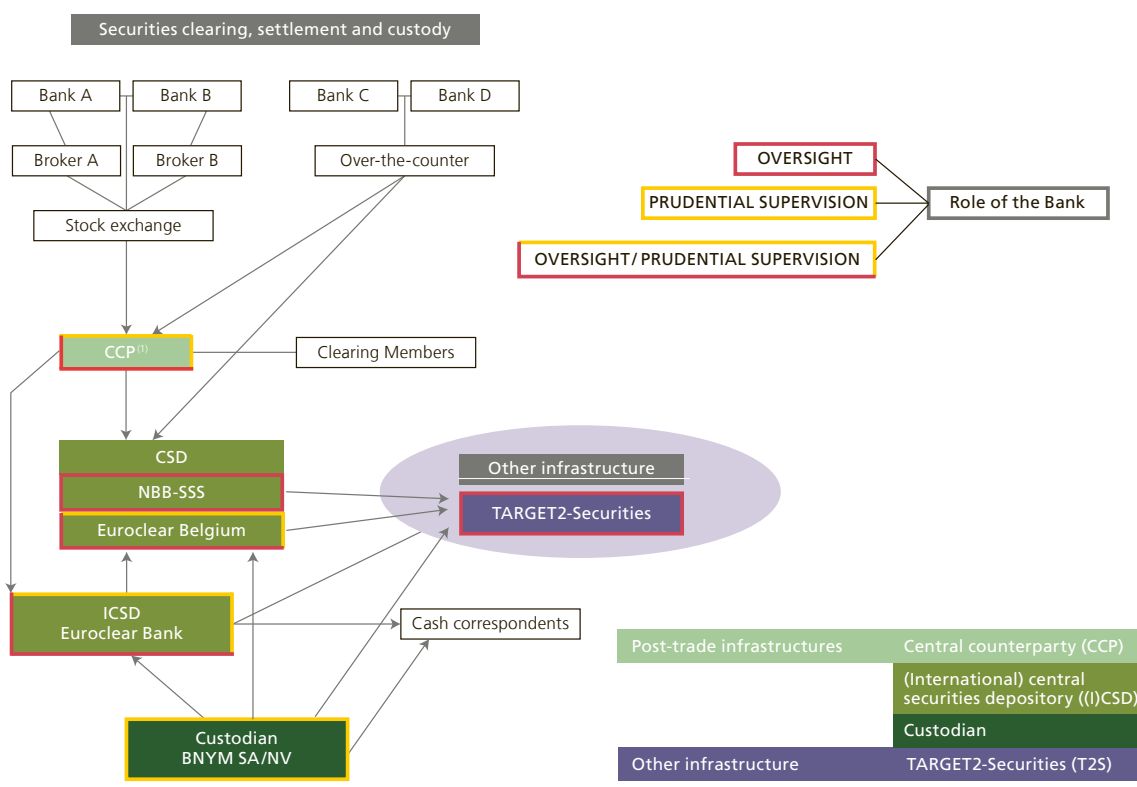 Securities clearing, settlement and custody
Bank A
Bank B
Bank C
Bank D
Broker A
Broker B
Over-the-counter
Stock exchange
OVERSIGHT
PRUDENTIAL SUPERVISION
Role of the Bank
OVERSIGHT / PRUDENTIAL SUPERVISION
CCP (1)
Clearing Members
CSD
NBB-SSS
Euroclear Belgium
Other infrastructure
TARGET2-Securities
ICSD
Euroclear Bank
Cash correspondents
Custodian
BNYM SA/NV
Post-trade infrastructures
Central counterparty (CCP)
(International) central
securities depository ((I)CSD)
Custodian
Other infrastructure
TARGET2-Securities (T2S)